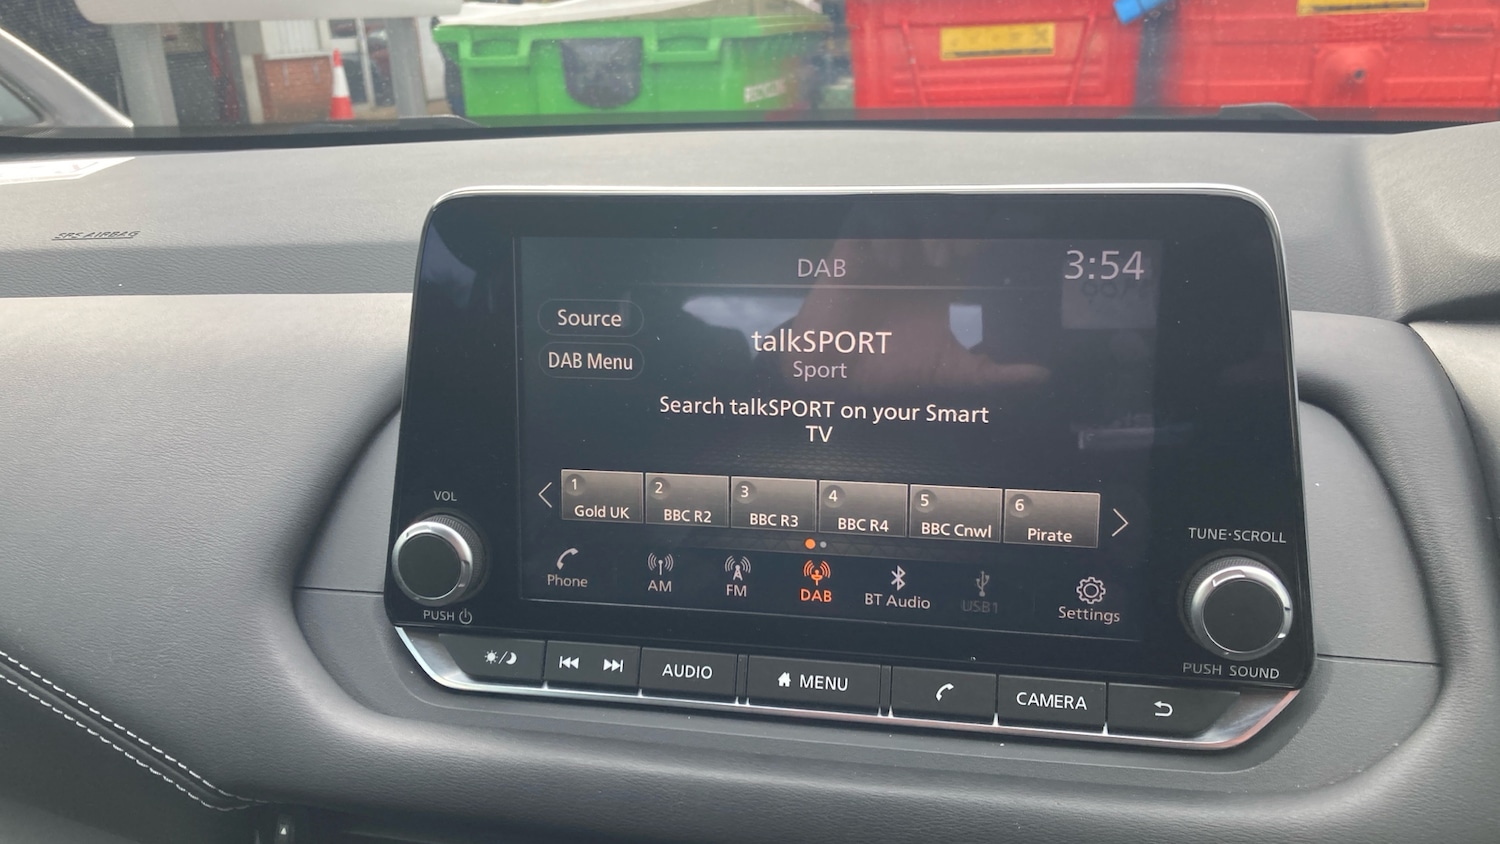 SRS AIRBAG
DAB
3:54
Source
DAB Menu
talkSPORT
Sport
Search talkSPORT on your Smart
TV
1
Gold UK
2
BBC R2
3
BBC R3
4
BBC R4
5
BBC Cnwl
6
Pirate
Phone
AM
FM
DAB
BT Audio
USB1
Settings
VOL
PUSH
TUNE·SCROLL
PUSH SOUND
AUDIO
MENU
CAMERA